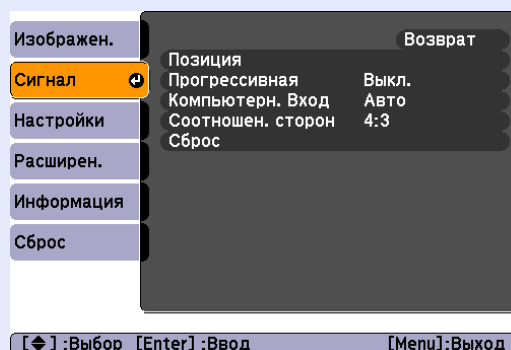 Изображен.
Сигнал
Настройки
Расширен.
Информация
Сброс
Возврат
Позиция
Прогрессивная Выкл.
Компьютерн. Вход Авто
Соотношен. сторон 4:3
Сброс
[◆]:Выбор [Enter]:Ввод [Menu]:Выход